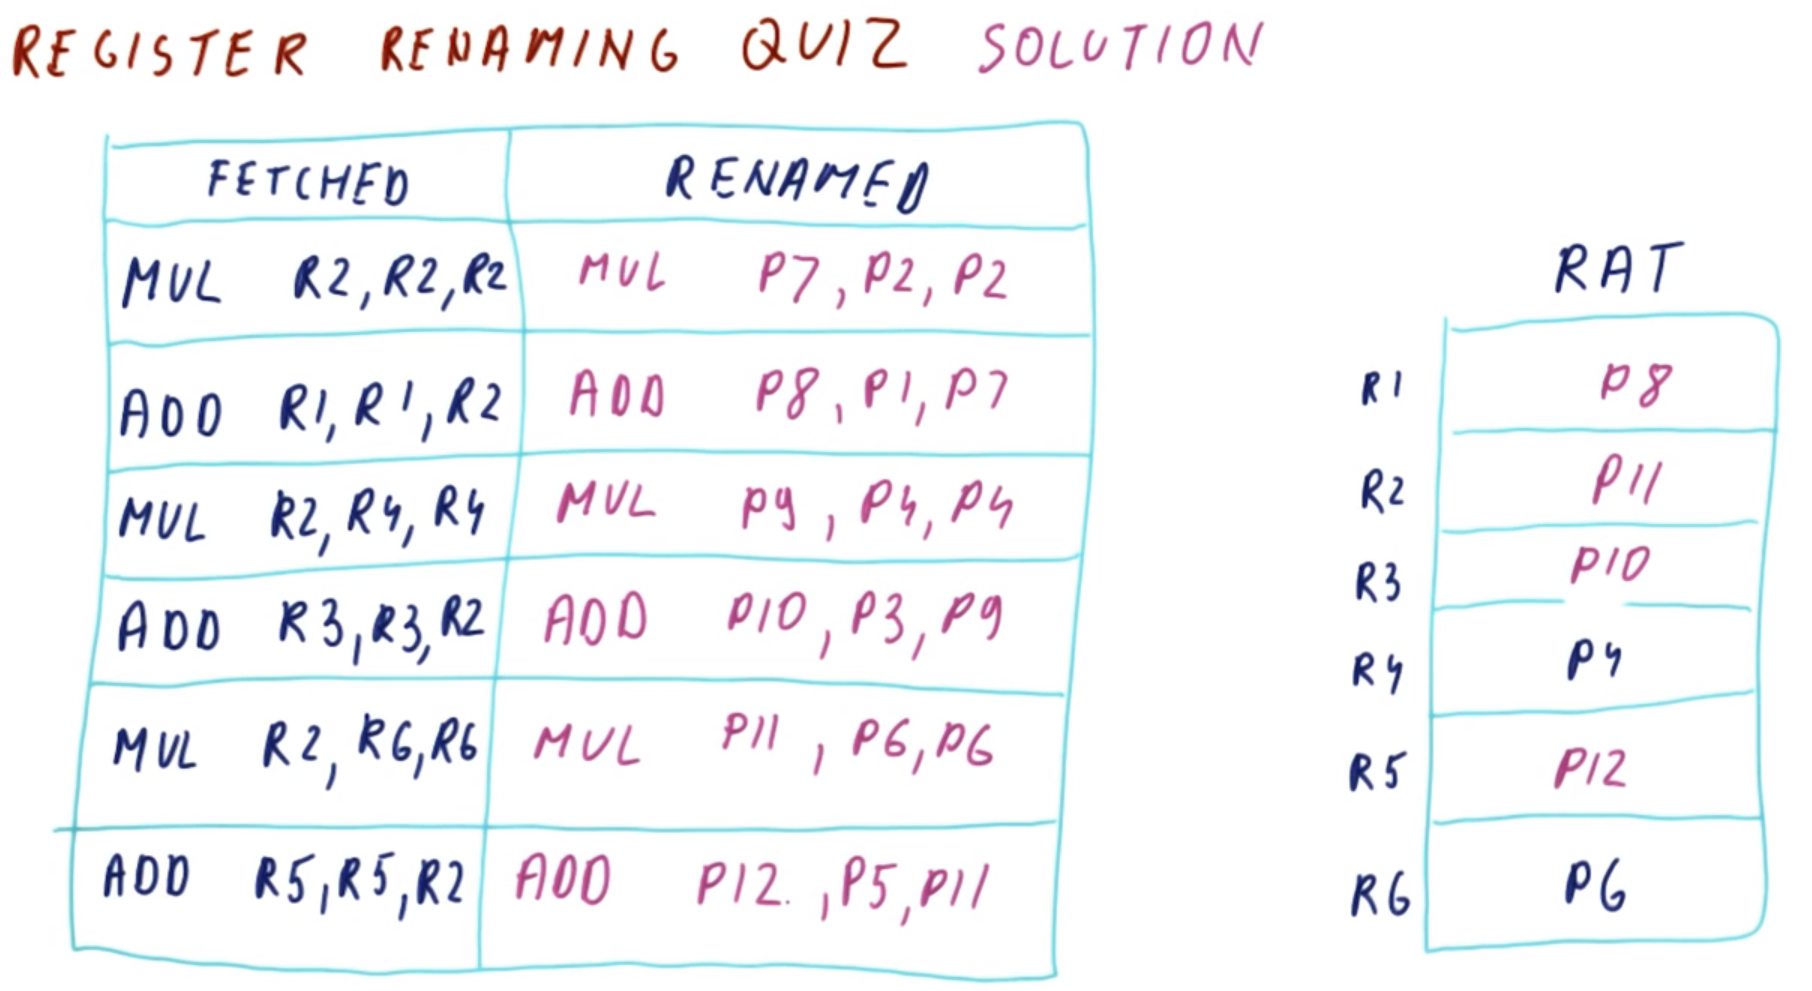 REGISTER RENAMING QUIZ SOLUTION
FETCHED RENAMED
MUL R2,R2,R2 MUL P7,P2,P2
ADD R1,R1,R2 ADD P8,P1,P7
MUL R2,R4,R4 MUL P9,P4,P4
ADD R3,R3,R2 ADD P10,P3,P9
MUL R2,R6,R6 MUL P11,P6,P6
ADD R5,R5,R2 ADD P12.,P5,P11
RAT
R1 P8
R2 P11
R3 P10
R4 P4
R5 P12
R6 P6